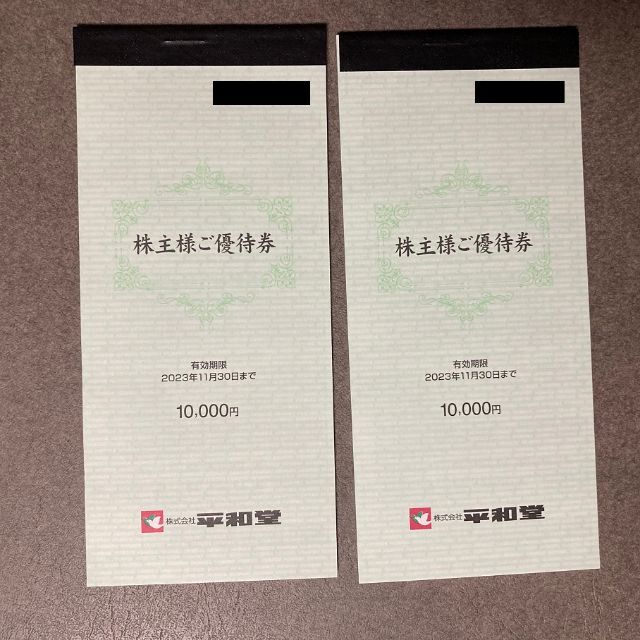 株主様ご優待券
有効期限
2023年11月30日まで
10,000円
株式会社 平和堂
株主様ご優待券
有効期限
2023年11月30日まで
10,000円
株式会社 平和堂